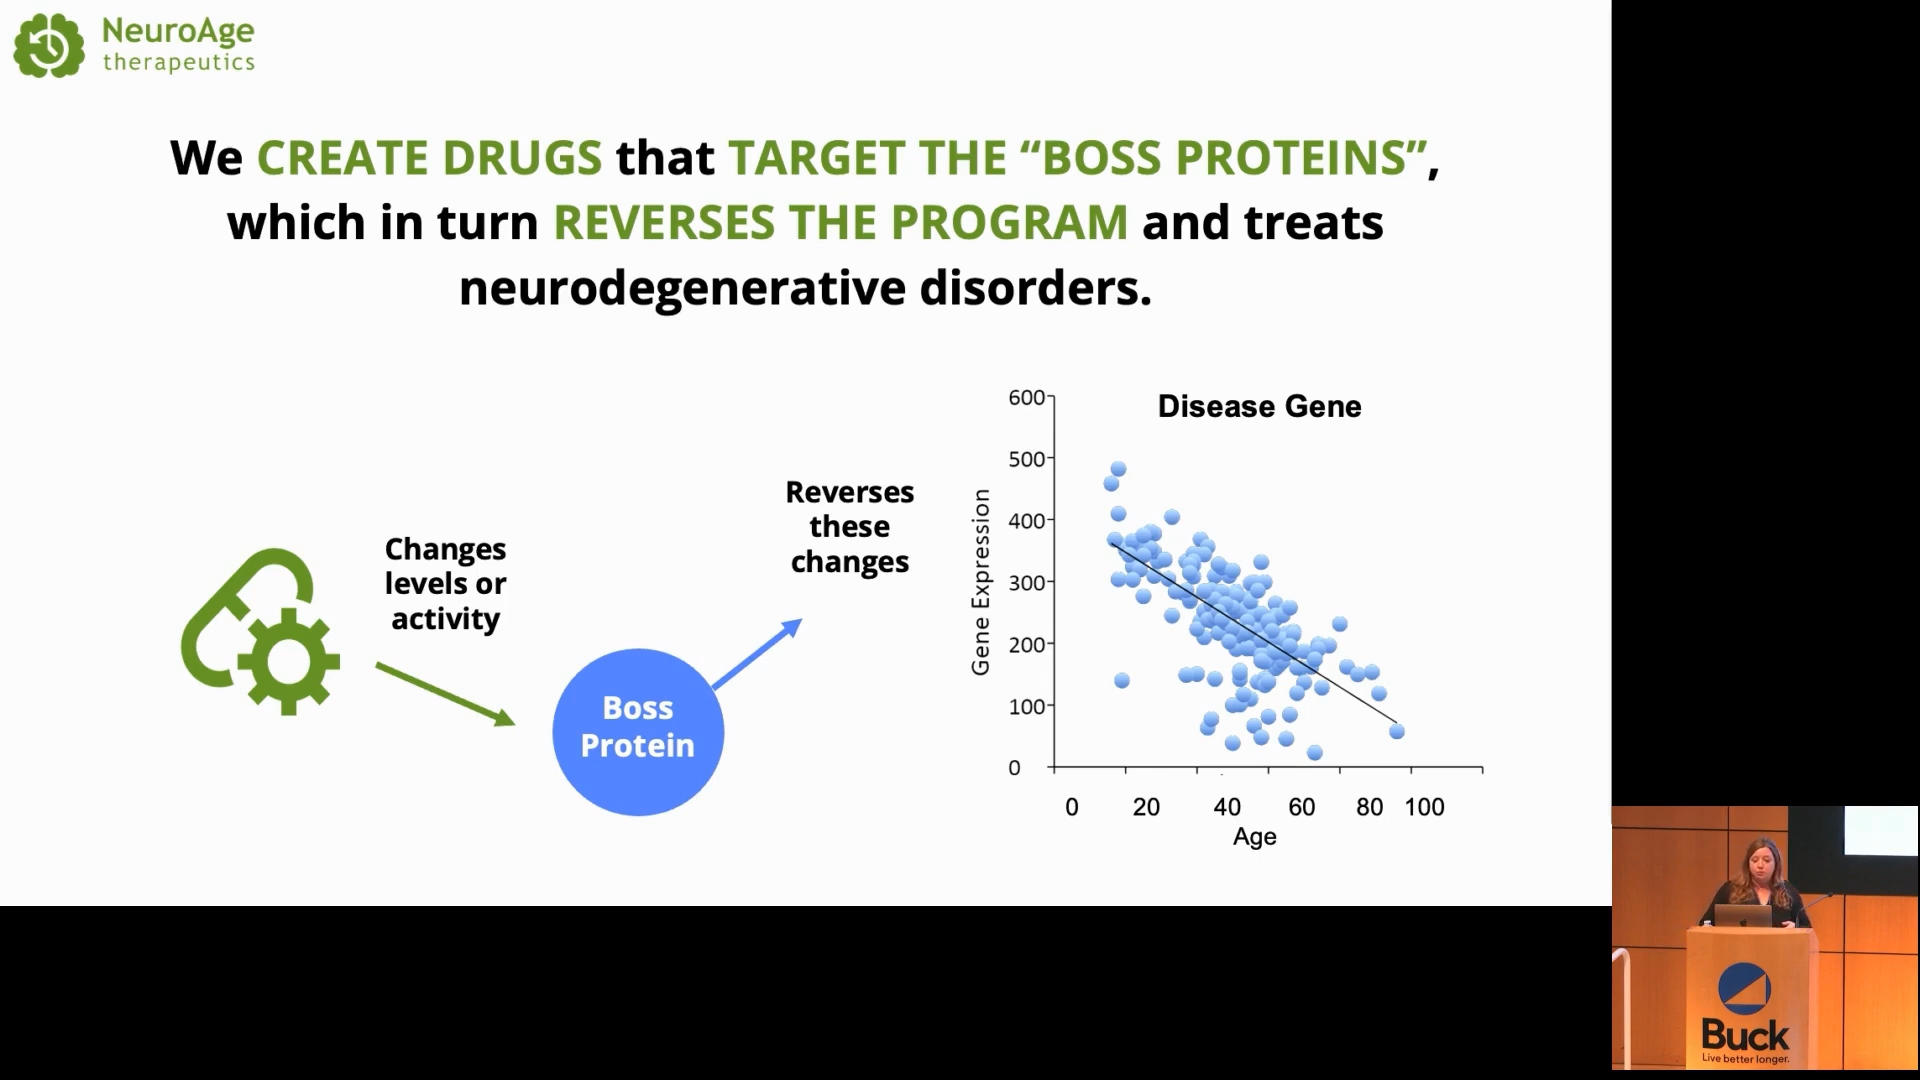 NeuroAge
therapeutics
We CREATE DRUGS that TARGET THE “BOSS PROTEINS”,
which in turn REVERSES THE PROGRAM and treats
neurodegenerative disorders.
Changes
levels or
activity
Boss
Protein
Reverses
these
changes
Disease Gene
Gene Expression
600
500
400
300
200
100
0
0 20 40 60 80 100
Age
Buck
Live better longer.